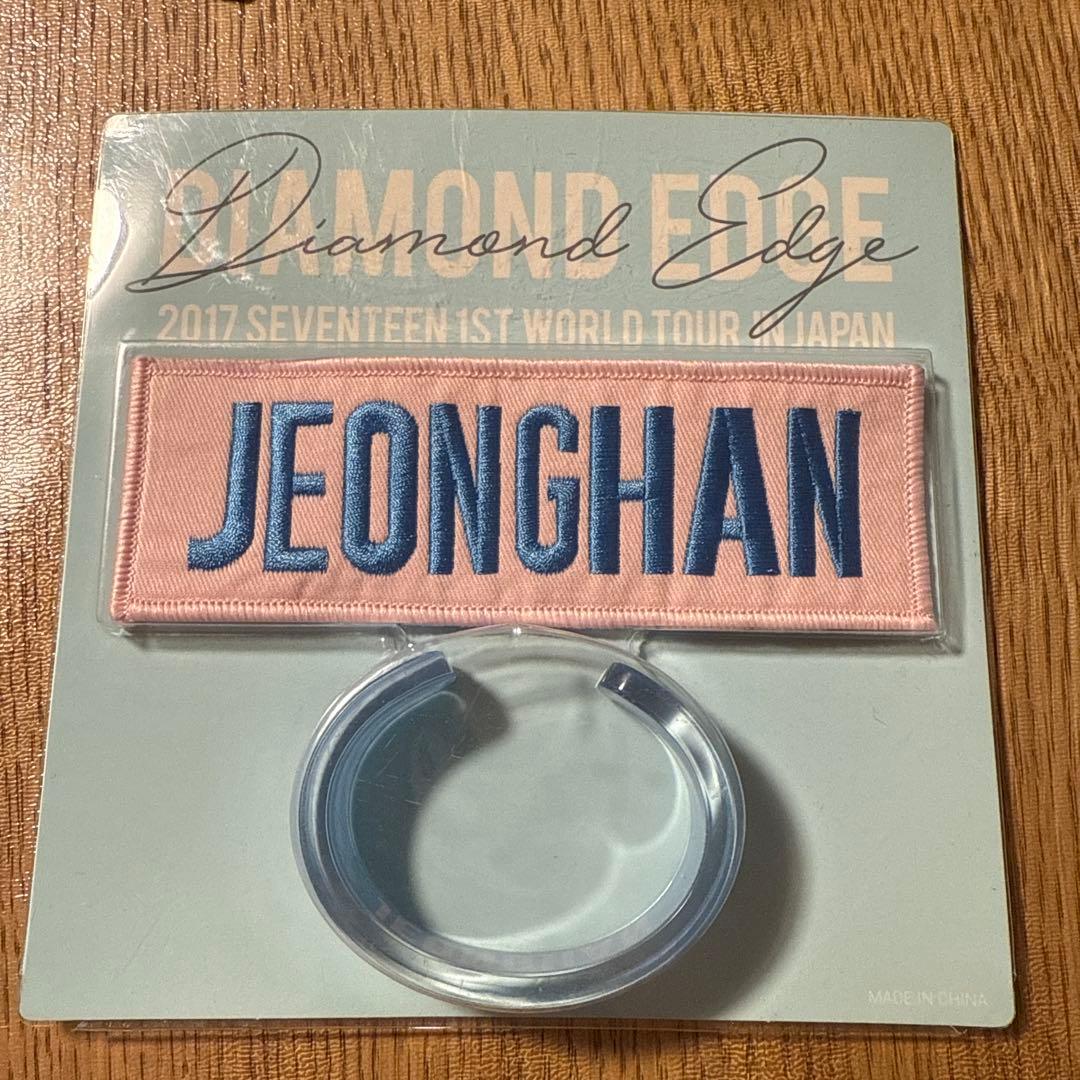 DIAMOND EDGE
Diamond Edge
2017 SEVENTEEN 1ST WORLD TOUR IN JAPAN
JEONGHAN
MADE IN CHINA